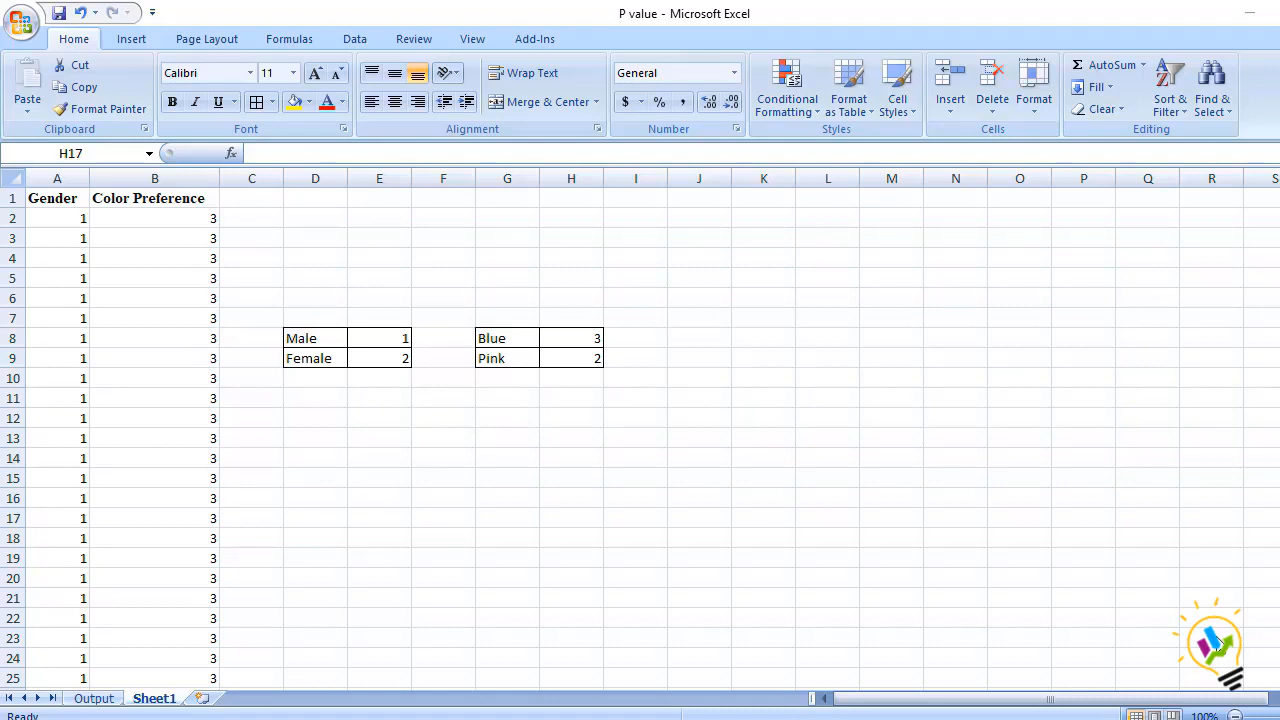 P value - Microsoft Excel
Home Insert Page Layout Formulas Data Review View Add-Ins
Paste Cut Copy Format Painter Clipboard
Calibri 11 B I U A Font
Wrap Text Merge & Center Alignment
General $ % , Number
Conditional Formatting Format as Table Cell Styles Styles
Insert Delete Format Cells
Σ AutoSum Fill Clear Sort & Filter Find & Select Editing
H17 fx
A B C D E F G H I J K L M N O P Q R S
1 Gender Color Preference
2 1 3
3 1 3
4 1 3
5 1 3
6 1 3
7 1 3
8 1 3 Male 1 Blue 3
9 1 3 Female 2 Pink 2
10 1 3
11 1 3
12 1 3
13 1 3
14 1 3
15 1 3
16 1 3
17 1 3
18 1 3
19 1 3
20 1 3
21 1 3
22 1 3
23 1 3
24 1 3
25 1 3
Output Sheet1
Ready 100%